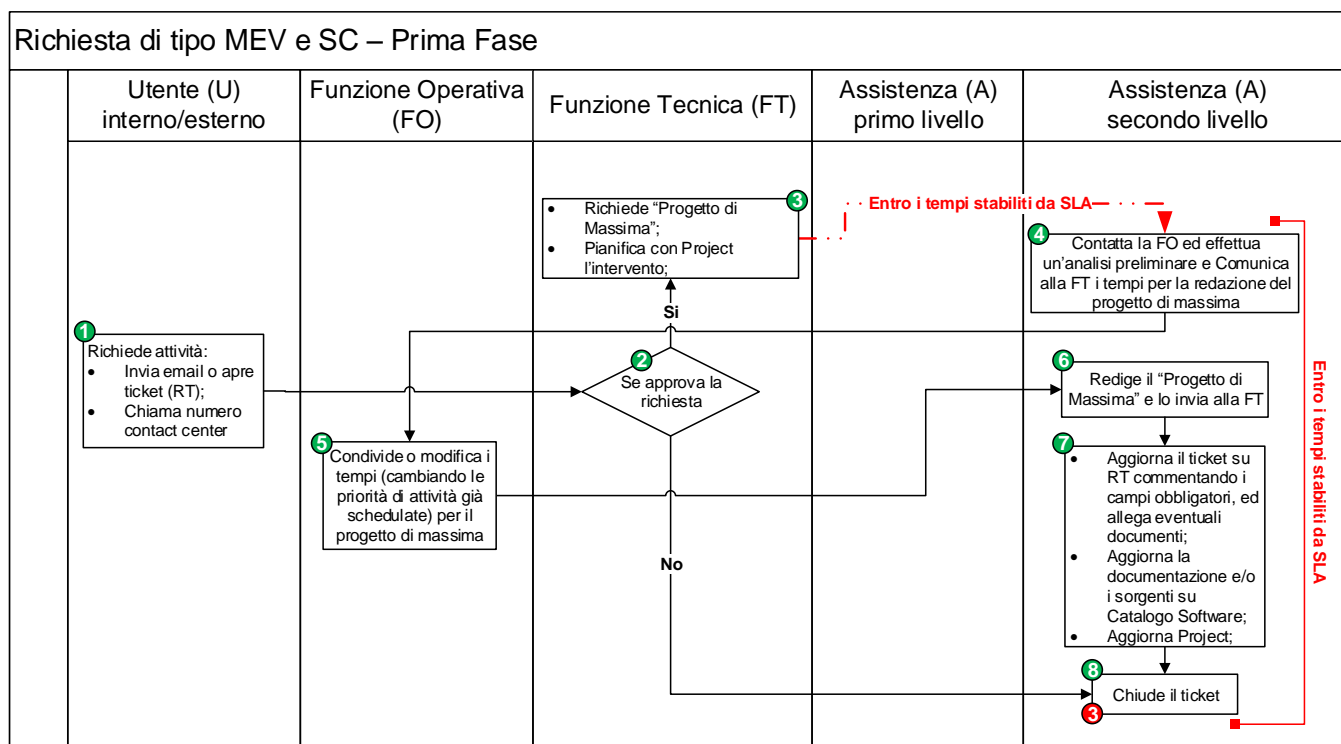 Richiesta di tipo MEV e SC – Prima Fase
Utente (U)
interno/esterno
Funzione Operativa
(FO)
Funzione Tecnica (FT)
Assistenza (A)
primo livello
Assistenza (A)
secondo livello
3
• Richiede “Progetto di
Massima”;
• Pianifica con Project
l’intervento;
Entro i tempi stabiliti da SLA
4
Contatta la FO ed effettua
un’analisi preliminare e Comunica
alla FT i tempi per la redazione del
progetto di massima
Si
1
Richiede attività:
• Invia email o apre
ticket (RT);
• Chiama numero
contact center
2
Se approva la
richiesta
6
Redige il “Progetto di
Massima” e lo invia alla FT
Entro i tempi stabiliti da SLA
5
Condivide o modifica i
tempi (cambiando le
priorità di attività già
schedulate) per il
progetto di massima
7
• Aggiorna il ticket su
RT commentando i
campi obbligatori, ed
allega eventuali
documenti;
• Aggiorna la
documentazione e/o
i sorgenti su
Catalogo Software;
• Aggiorna Project;
No
8
Chiude il ticket
3